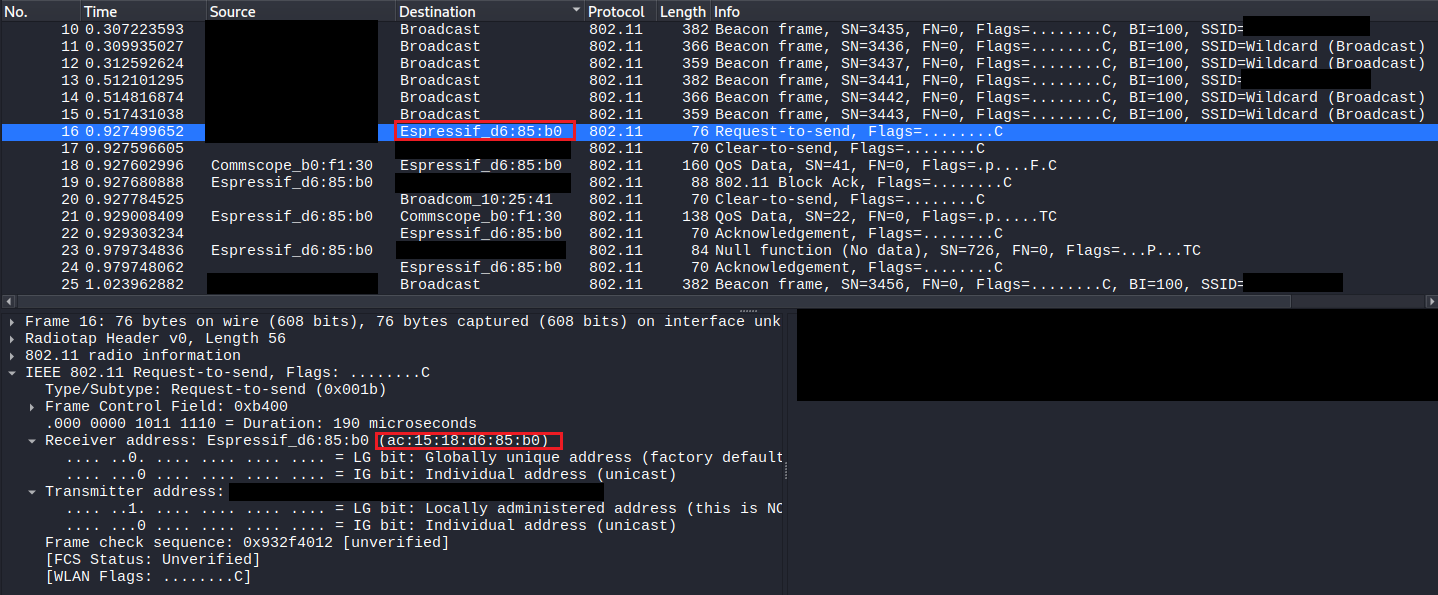 No. Time Source Destination Protocol Length Info
10 0.307223593 Broadcast 802.11 382 Beacon frame, SN=3435, FN=0, Flags=........C, BI=100, SSID=
11 0.309935027 Broadcast 802.11 366 Beacon frame, SN=3436, FN=0, Flags=........C, BI=100, SSID=Wildcard (Broadcast)
12 0.312592624 Broadcast 802.11 359 Beacon frame, SN=3437, FN=0, Flags=........C, BI=100, SSID=Wildcard (Broadcast)
13 0.512101295 Broadcast 802.11 382 Beacon frame, SN=3441, FN=0, Flags=........C, BI=100, SSID=
14 0.514816874 Broadcast 802.11 366 Beacon frame, SN=3442, FN=0, Flags=........C, BI=100, SSID=Wildcard (Broadcast)
15 0.517431038 Broadcast 802.11 359 Beacon frame, SN=3443, FN=0, Flags=........C, BI=100, SSID=Wildcard (Broadcast)
16 0.927499652 Espressif_d6:85:b0 802.11 76 Request-to-send, Flags=........C
17 0.927596605 802.11 70 Clear-to-send, Flags=........C
18 0.927602996 Commscope_b0:f1:30 Espressif_d6:85:b0 802.11 160 QoS Data, SN=41, FN=0, Flags=.p....F.C
19 0.927680888 Espressif_d6:85:b0 802.11 88 802.11 Block Ack, Flags=........C
20 0.927784525 Broadcom_10:25:41 802.11 70 Clear-to-send, Flags=........C
21 0.929008409 Espressif_d6:85:b0 Commscope_b0:f1:30 802.11 138 QoS Data, SN=22, FN=0, Flags=.p.....TC
22 0.929303234 Espressif_d6:85:b0 802.11 70 Acknowledgement, Flags=........C
23 0.979734836 Espressif_d6:85:b0 802.11 84 Null function (No data), SN=726, FN=0, Flags=...P...TC
24 0.979748062 Espressif_d6:85:b0 802.11 70 Acknowledgement, Flags=........C
25 1.023962882 Broadcast 802.11 382 Beacon frame, SN=3456, FN=0, Flags=........C, BI=100, SSID=
Frame 16: 76 bytes on wire (608 bits), 76 bytes captured (608 bits) on interface unk
Radiotap Header v0, Length 56
802.11 radio information
IEEE 802.11 Request-to-send, Flags: ........C
Type/Subtype: Request-to-send (0x001b)
Frame Control Field: 0xb400
.000 0000 1011 1110 = Duration: 190 microseconds
Receiver address: Espressif_d6:85:b0 (ac:15:18:d6:85:b0)
.... ..0. .... .... .... .... = LG bit: Globally unique address (factory default
.... ...0 .... .... .... .... = IG bit: Individual address (unicast)
Transmitter address:
.... ..1. .... .... .... .... = LG bit: Locally administered address (this is NO
.... ...0 .... .... .... .... = IG bit: Individual address (unicast)
Frame check sequence: 0x932f4012 [unverified]
[FCS Status: Unverified]
[WLAN Flags: ........C]